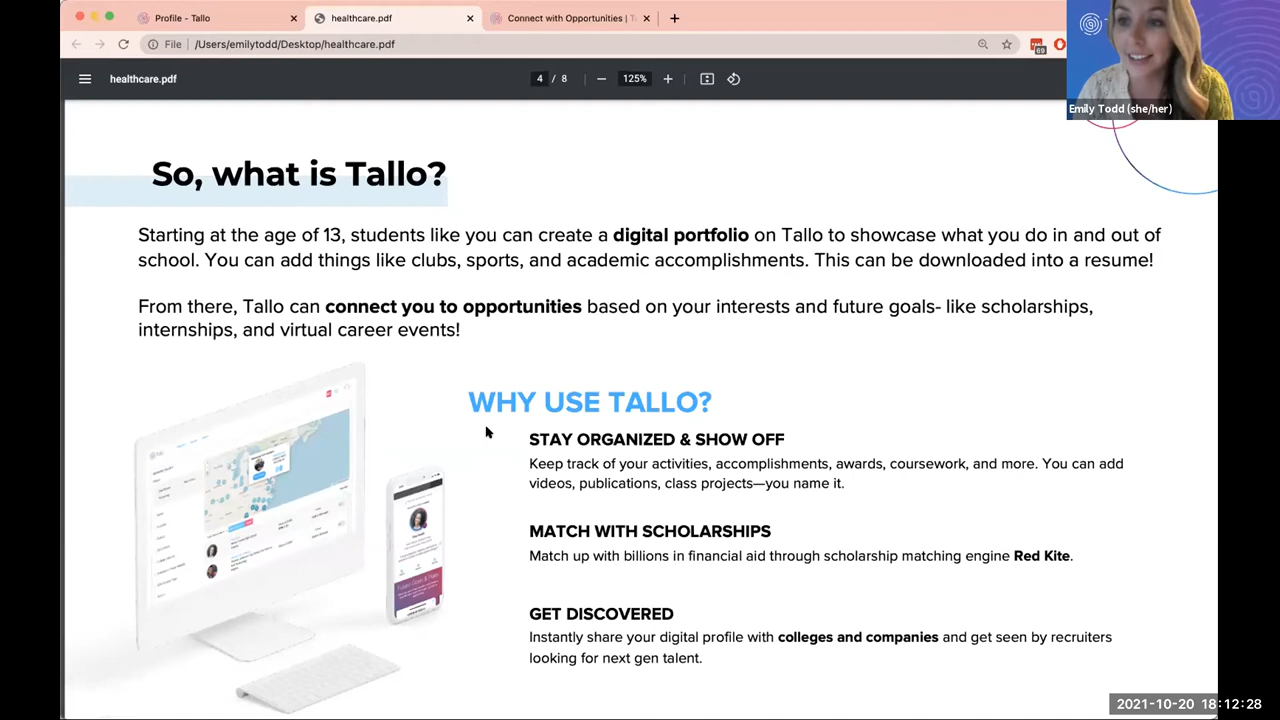 Profile - Tallo
healthcare.pdf
Connect with Opportunities | T
File /Users/emilytodd/Desktop/healthcare.pdf
69
healthcare.pdf
4 / 8
125%
Emily Todd (she/her)
So, what is Tallo?
Starting at the age of 13, students like you can create a digital portfolio on Tallo to showcase what you do in and out of
school. You can add things like clubs, sports, and academic accomplishments. This can be downloaded into a resume!
From there, Tallo can connect you to opportunities based on your interests and future goals- like scholarships,
internships, and virtual career events!
WHY USE TALLO?
STAY ORGANIZED & SHOW OFF
Keep track of your activities, accomplishments, awards, coursework, and more. You can add
videos, publications, class projects—you name it.
MATCH WITH SCHOLARSHIPS
Match up with billions in financial aid through scholarship matching engine Red Kite.
GET DISCOVERED
Instantly share your digital profile with colleges and companies and get seen by recruiters
looking for next gen talent.
2021-10-20 18:12:28